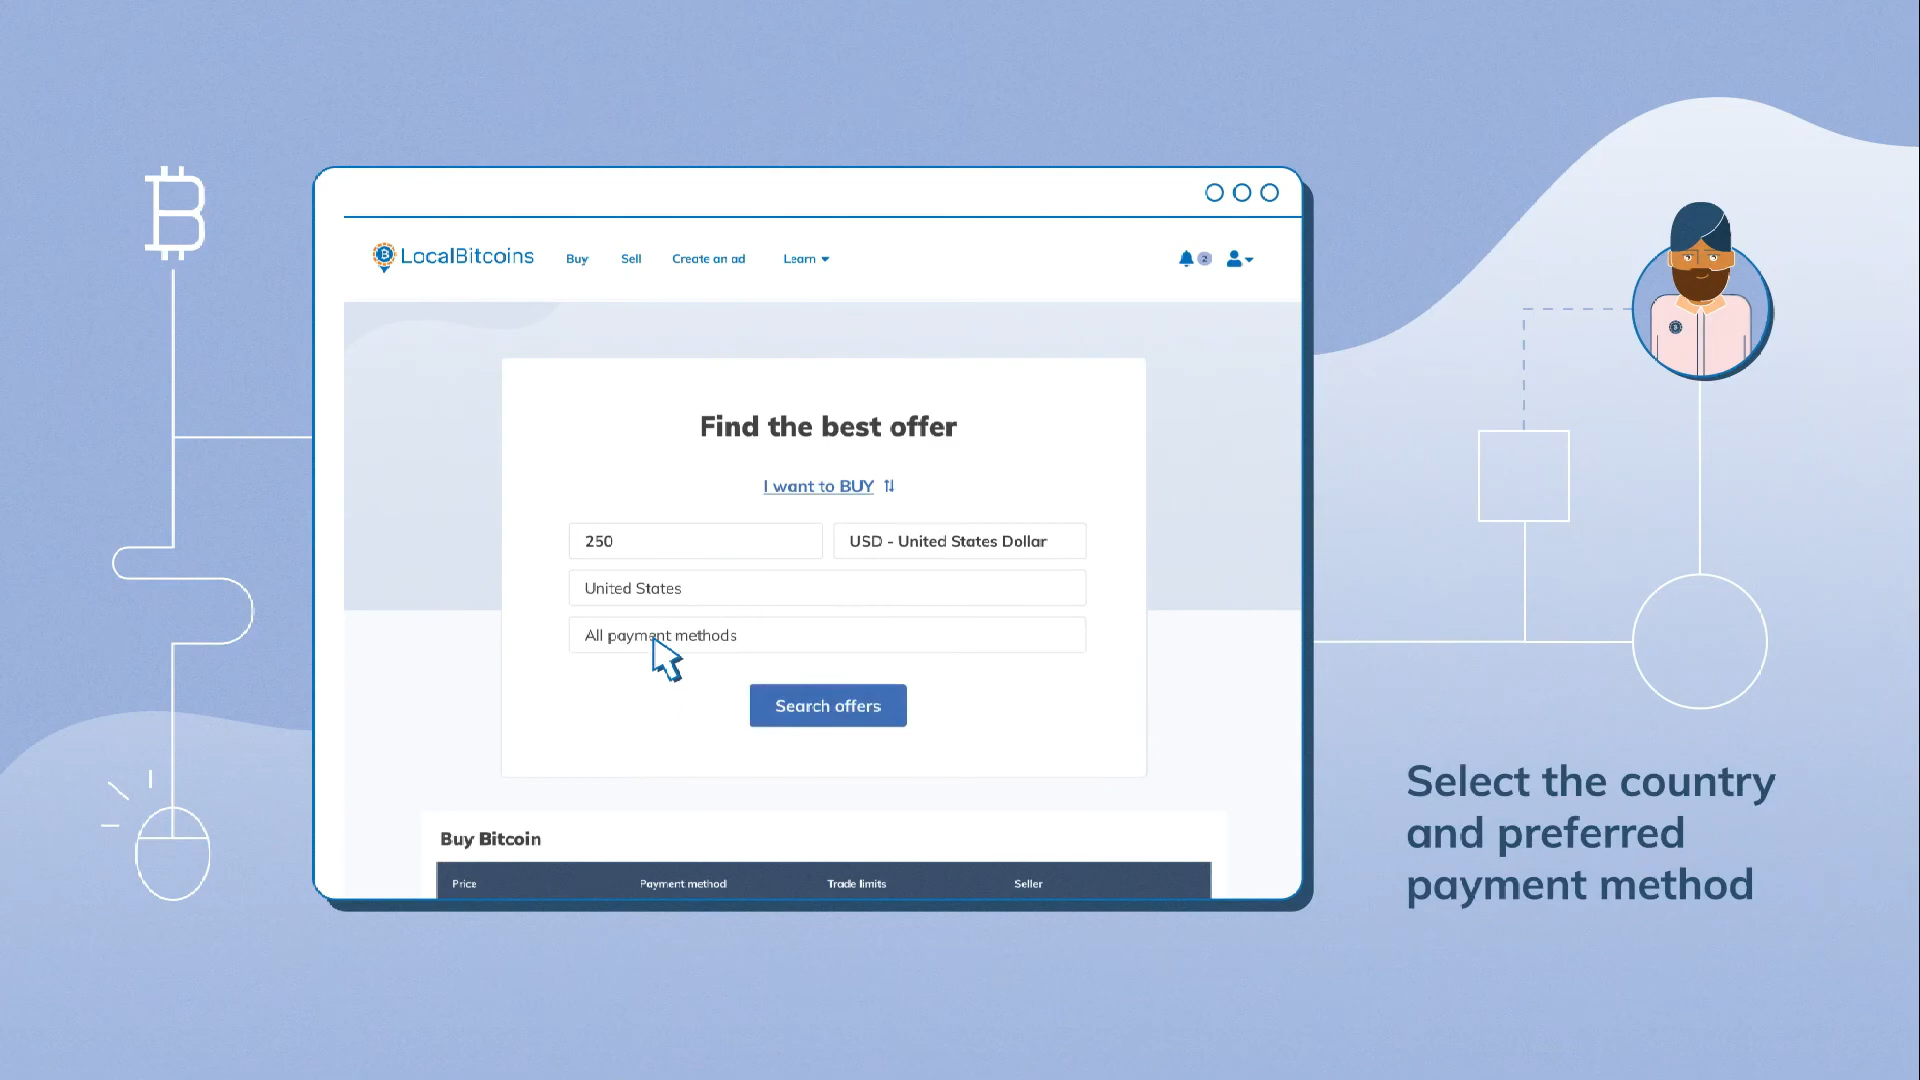 LocalBitcoins Buy Sell Create an ad Learn 2
Find the best offer
I want to BUY
250 USD - United States Dollar
United States
All payment methods
Search offers
Buy Bitcoin
Price Payment method Trade limits Seller
Select the country
and preferred
payment method